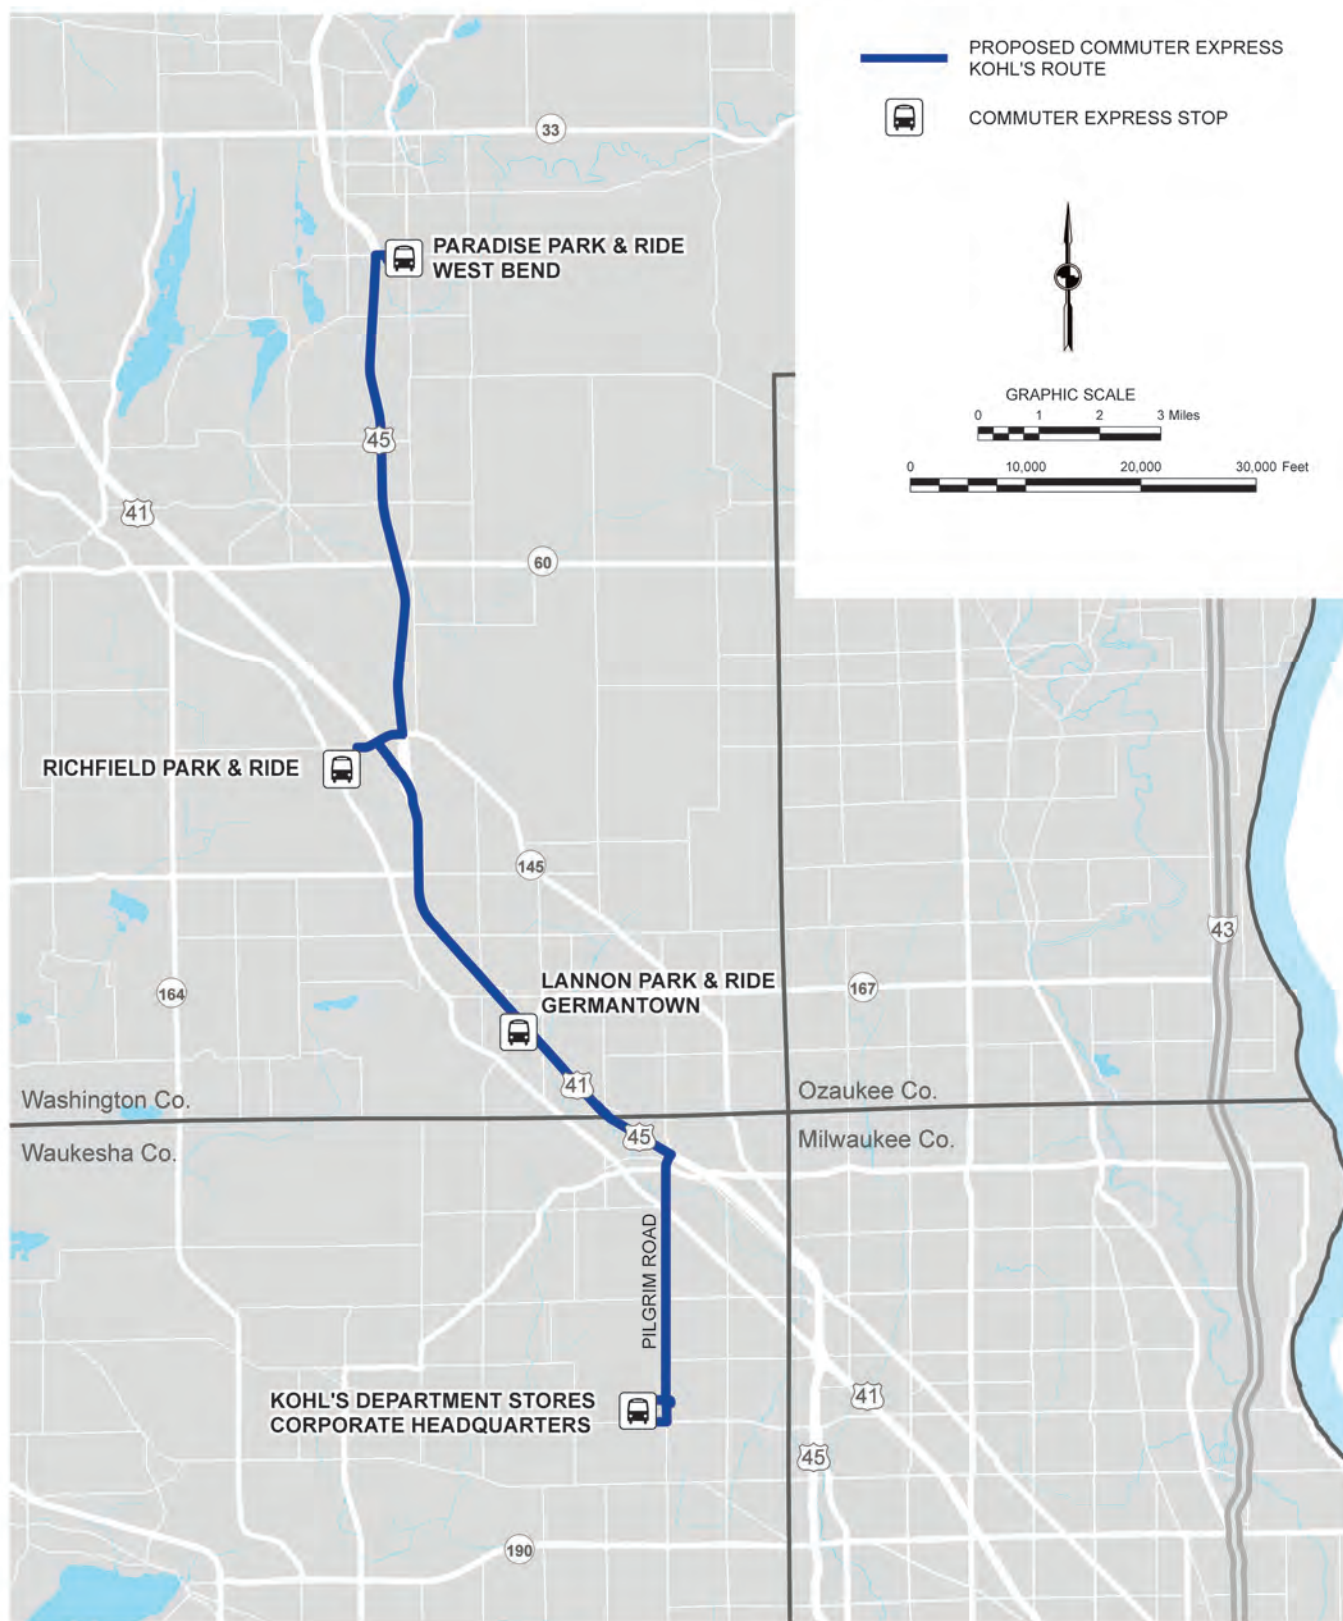 PROPOSED COMMUTER EXPRESS
KOHL'S ROUTE
COMMUTER EXPRESS STOP
33
PARADISE PARK & RIDE
WEST BEND
GRAPHIC SCALE
0 1 2 3 Miles
0 10,000 20,000 30,000 Feet
45
41
60
RICHFIELD PARK & RIDE
145
43
LANNON PARK & RIDE
GERMANTOWN
164
167
41
Washington Co.
Ozaukee Co.
45
Waukesha Co.
Milwaukee Co.
PILGRIM ROAD
KOHL'S DEPARTMENT STORES
CORPORATE HEADQUARTERS
41
45
190